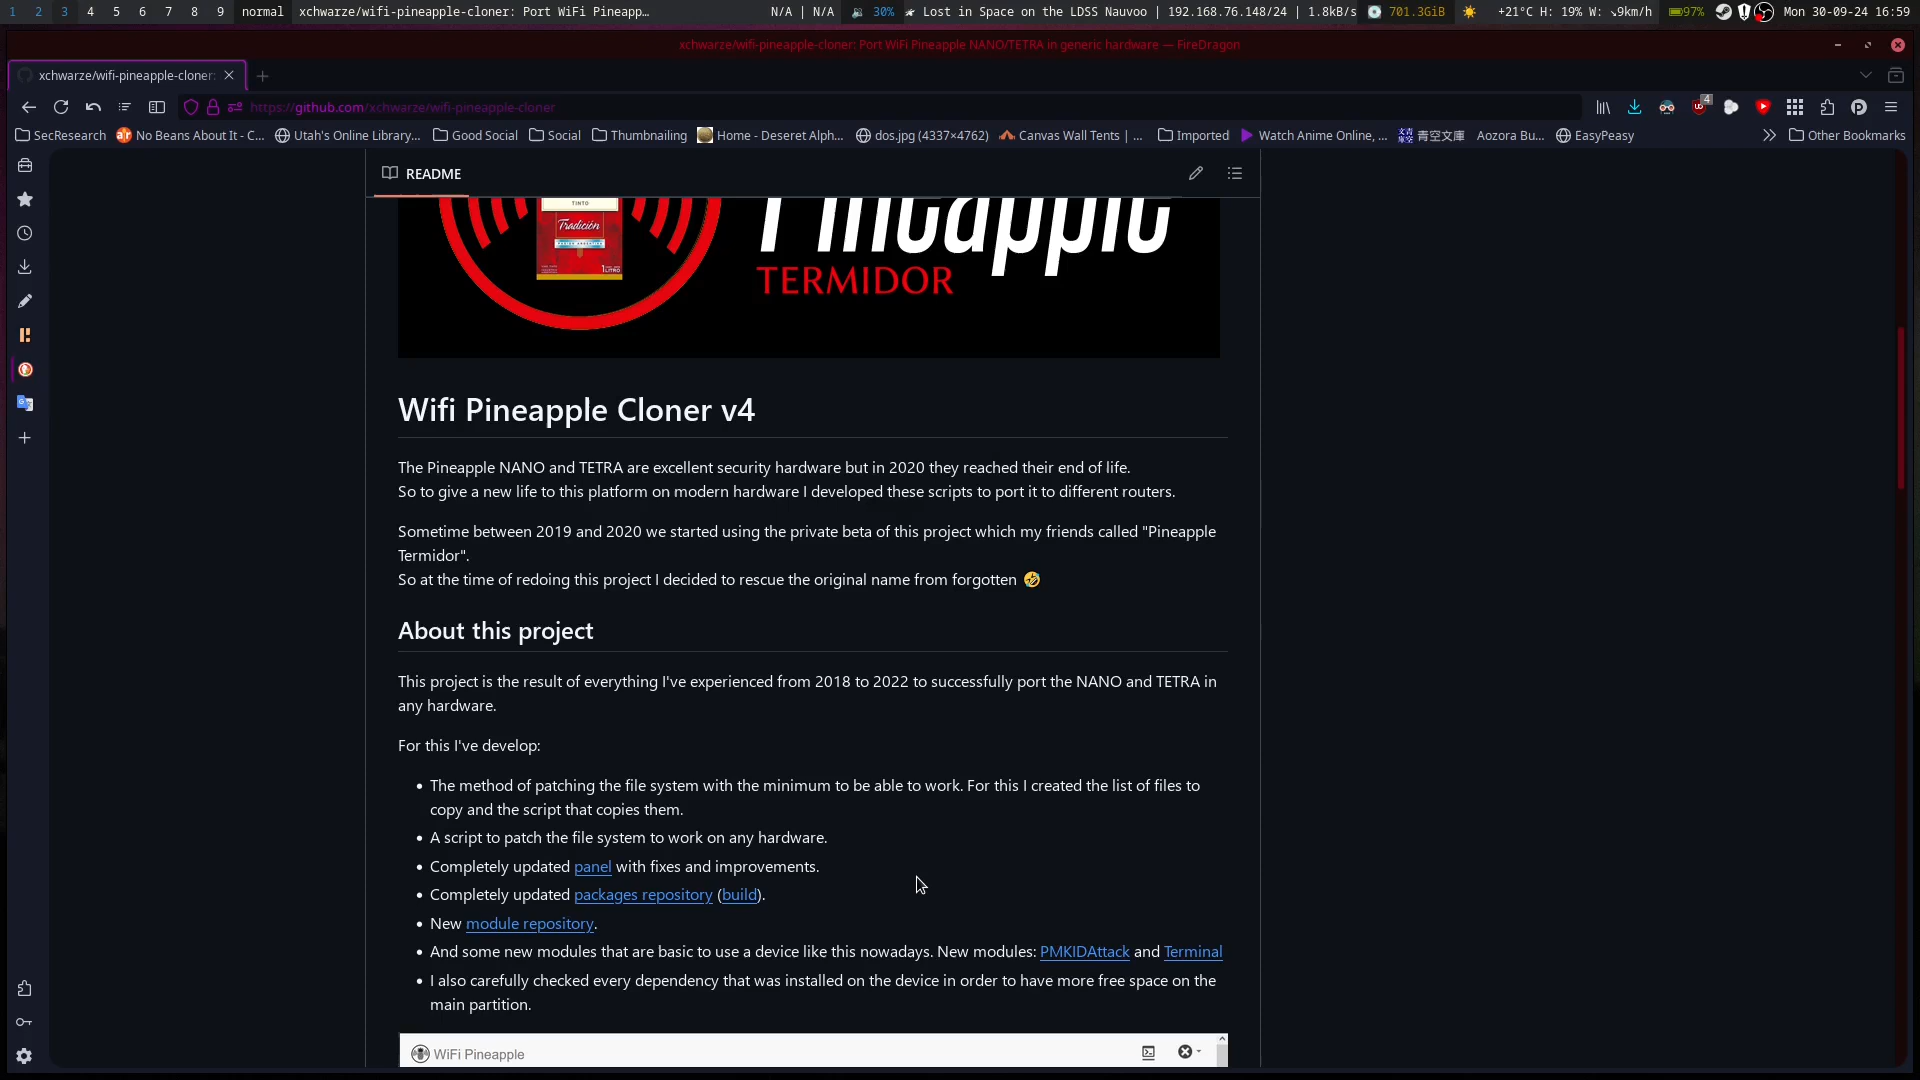 1 2 3 4 5 6 7 8 9 normal xchwarze/wifi-pineapple-cloner: Port WiFi Pineapp… N/A | N/A 30% Lost in Space on the LDSS Nauvoo | 192.168.76.148/24 | 1.8kB/s 701.3GiB +21°C H: 19% W: ↘9km/h 97% Mon 30-09-24 16:59
xchwarze/wifi-pineapple-cloner: Port WiFi Pineapple NANO/TETRA in generic hardware — FireDragon
xchwarze/wifi-pineapple-cloner:
https://github.com/xchwarze/wifi-pineapple-cloner 4
SecResearch No Beans About It - C... Utah's Online Library... Good Social Social Thumbnailing Home - Deseret Alph... dos.jpg (4337×4762) Canvas Wall Tents | ... Imported Watch Anime Online, ... 青空文庫 Aozora Bu... EasyPeasy Other Bookmarks
README
TINTO
Tradición
Pineapple
TERMIDOR
Wifi Pineapple Cloner v4
The Pineapple NANO and TETRA are excellent security hardware but in 2020 they reached their end of life.
So to give a new life to this platform on modern hardware I developed these scripts to port it to different routers.
Sometime between 2019 and 2020 we started using the private beta of this project which my friends called "Pineapple
Termidor".
So at the time of redoing this project I decided to rescue the original name from forgotten 🤣
About this project
This project is the result of everything I've experienced from 2018 to 2022 to successfully port the NANO and TETRA in
any hardware.
For this I've develop:
• The method of patching the file system with the minimum to be able to work. For this I created the list of files to
copy and the script that copies them.
• A script to patch the file system to work on any hardware.
• Completely updated panel with fixes and improvements.
• Completely updated packages repository (build).
• New module repository.
• And some new modules that are basic to use a device like this nowadays. New modules: PMKIDAttack and Terminal
• I also carefully checked every dependency that was installed on the device in order to have more free space on the
main partition.
WiFi Pineapple